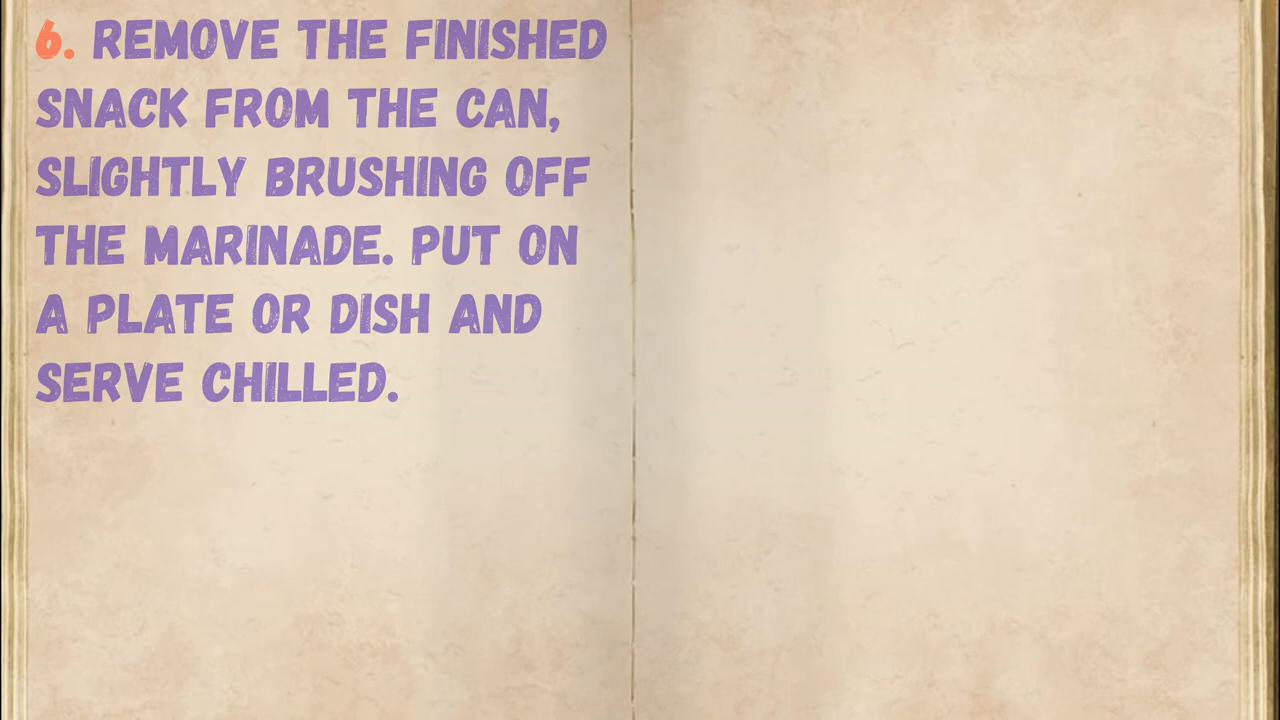 6. REMOVE THE FINISHED
SNACK FROM THE CAN,
SLIGHTLY BRUSHING OFF
THE MARINADE. PUT ON
A PLATE OR DISH AND
SERVE CHILLED.